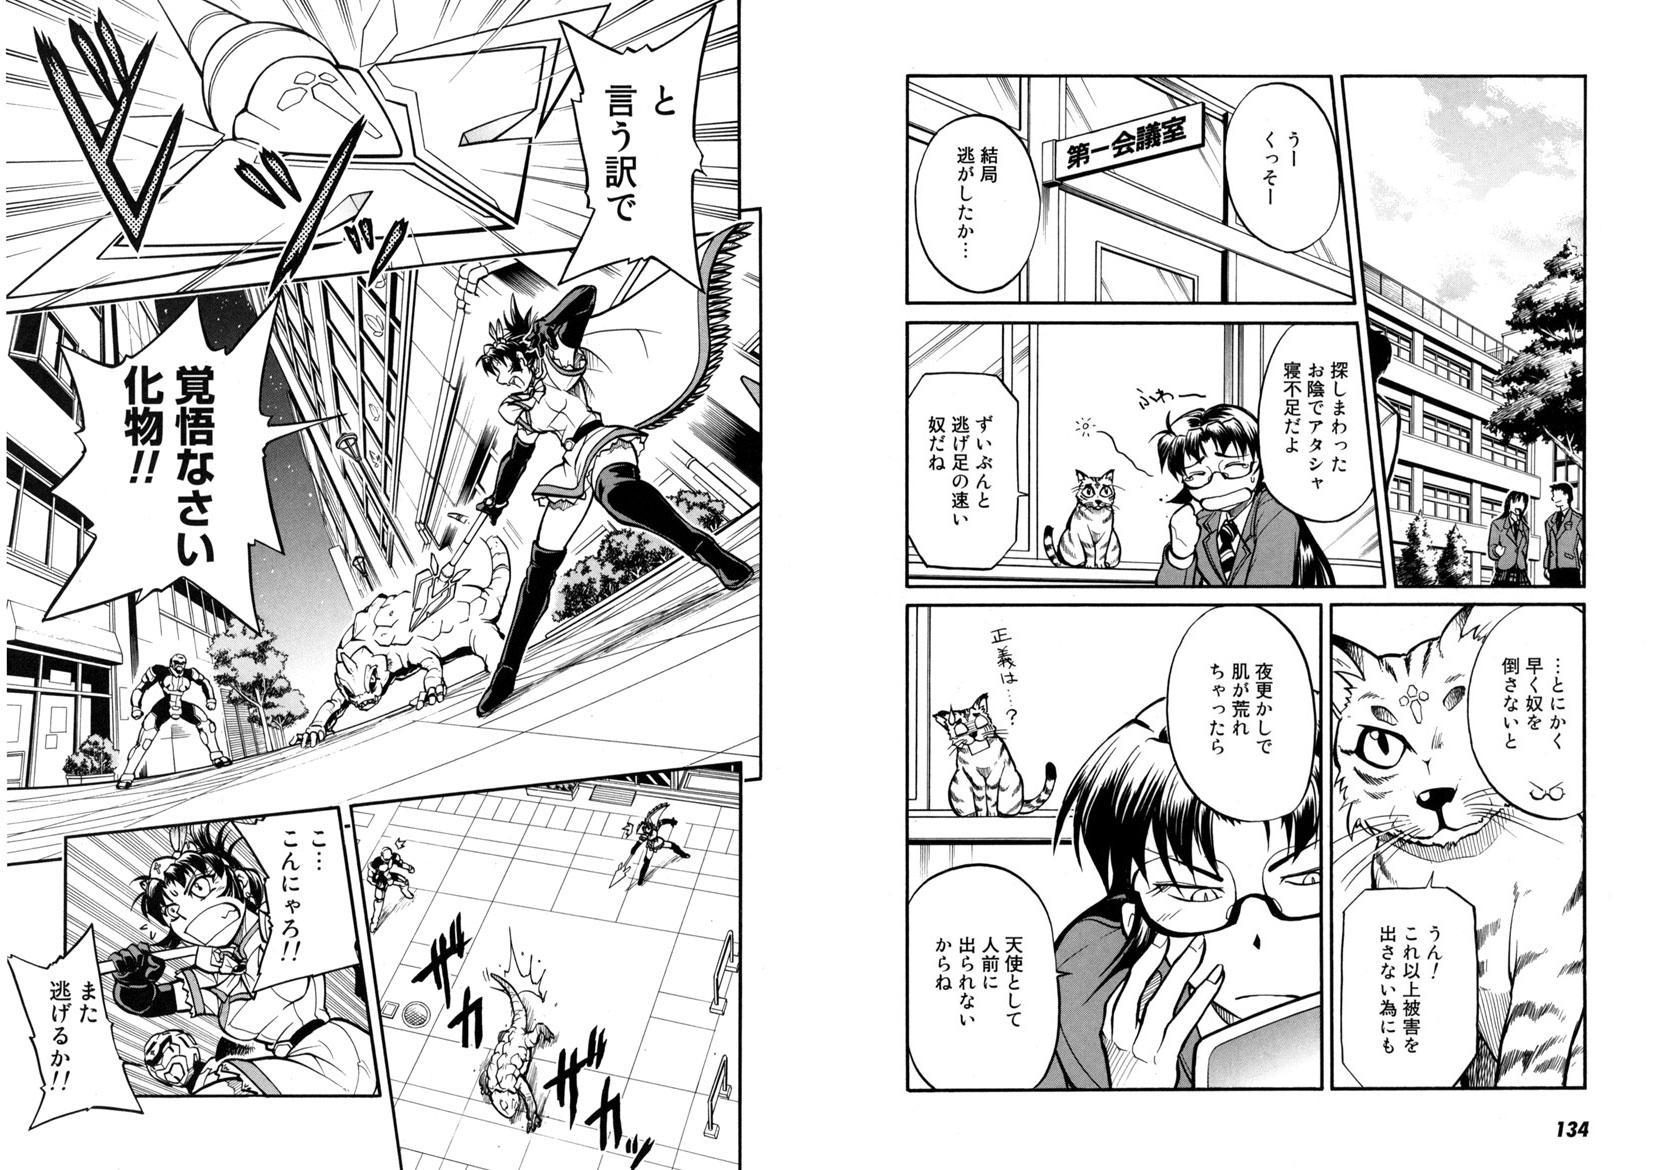 第一会議室
うー
くっそー
結局
逃がしたか…
探しまわった
お陰でアタシャ
寝不足だよ
ふわー
ずいぶんと
逃げ足の速い
奴だね
…とにかく
早く奴を
倒さないと
うん！
これ以上被害を
出さない為にも
夜更かしで
肌が荒れ
ちゃったら
正義は…？
天使として
人前に
出られない
からね
134
と
言う訳で
覚悟なさい
化物!!
ガガッ
ガガッ
こ…
こんにゃろ!!
また
逃げるか!!